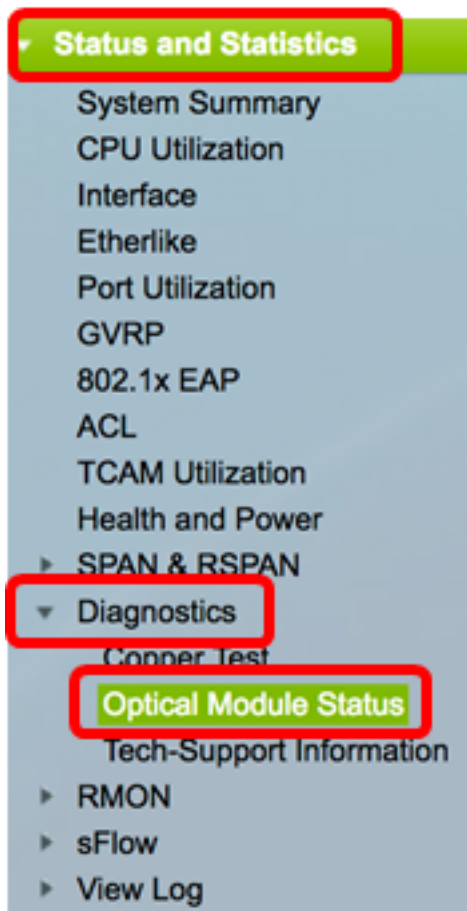 Status and Statistics
System Summary
CPU Utilization
Interface
Etherlike
Port Utilization
GVRP
802.1x EAP
ACL
TCAM Utilization
Health and Power
SPAN & RSPAN
Diagnostics
Copper Test
Optical Module Status
Tech-Support Information
RMON
sFlow
View Log